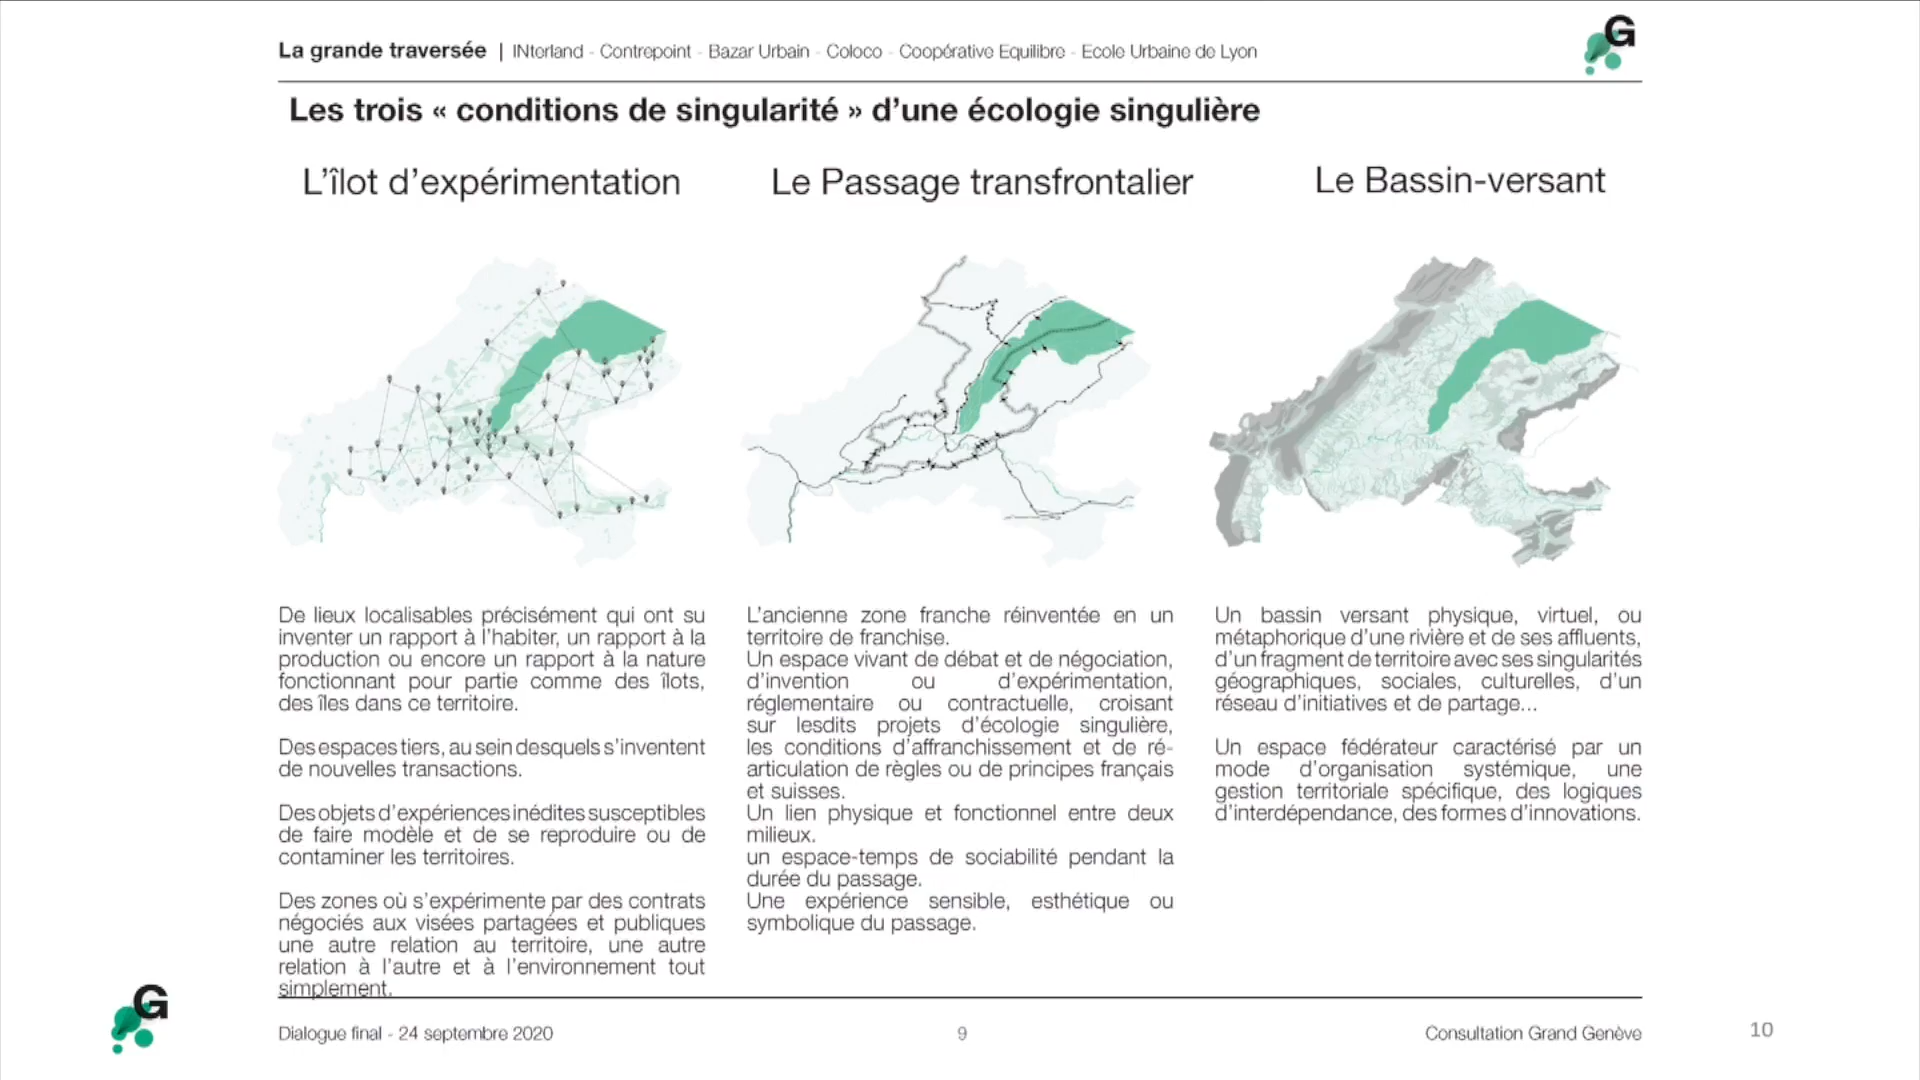 La grande traversée | INterland - Contrepoint - Bazar Urbain - Coloco - Coopérative Equilibre - Ecole Urbaine de Lyon
G
Les trois « conditions de singularité » d'une écologie singulière
L'îlot d'expérimentation
De lieux localisables précisément qui ont su
inventer un rapport à l'habiter, un rapport à la
production ou encore un rapport à la nature
fonctionnant pour partie comme des îlots,
des îles dans ce territoire.
Des espaces tiers, au sein desquels s'inventent
de nouvelles transactions.
Des objets d'expériences inédites susceptibles
de faire modèle et de se reproduire ou de
contaminer les territoires.
Des zones où s'expérimente par des contrats
négociés aux visées partagées et publiques
une autre relation au territoire, une autre
relation à l'autre et à l'environnement tout
simplement.
Le Passage transfrontalier
L'ancienne zone franche réinventée en un
territoire de franchise.
Un espace vivant de débat et de négociation,
d'invention ou d'expérimentation,
réglementaire ou contractuelle, croisant
sur lesdits projets d'écologie singulière,
les conditions d'affranchissement et de ré-
articulation de règles ou de principes français
et suisses.
Un lien physique et fonctionnel entre deux
milieux.
un espace-temps de sociabilité pendant la
durée du passage.
Une expérience sensible, esthétique ou
symbolique du passage.
Le Bassin-versant
Un bassin versant physique, virtuel, ou
métaphorique d'une rivière et de ses affluents,
d'un fragment de territoire avec ses singularités
géographiques, sociales, culturelles, d'un
réseau d'initiatives et de partage...
Un espace fédérateur caractérisé par un
mode d'organisation systémique, une
gestion territoriale spécifique, des logiques
d'interdépendance, des formes d'innovations.
G
Dialogue final - 24 septembre 2020
9
Consultation Grand Genève
10